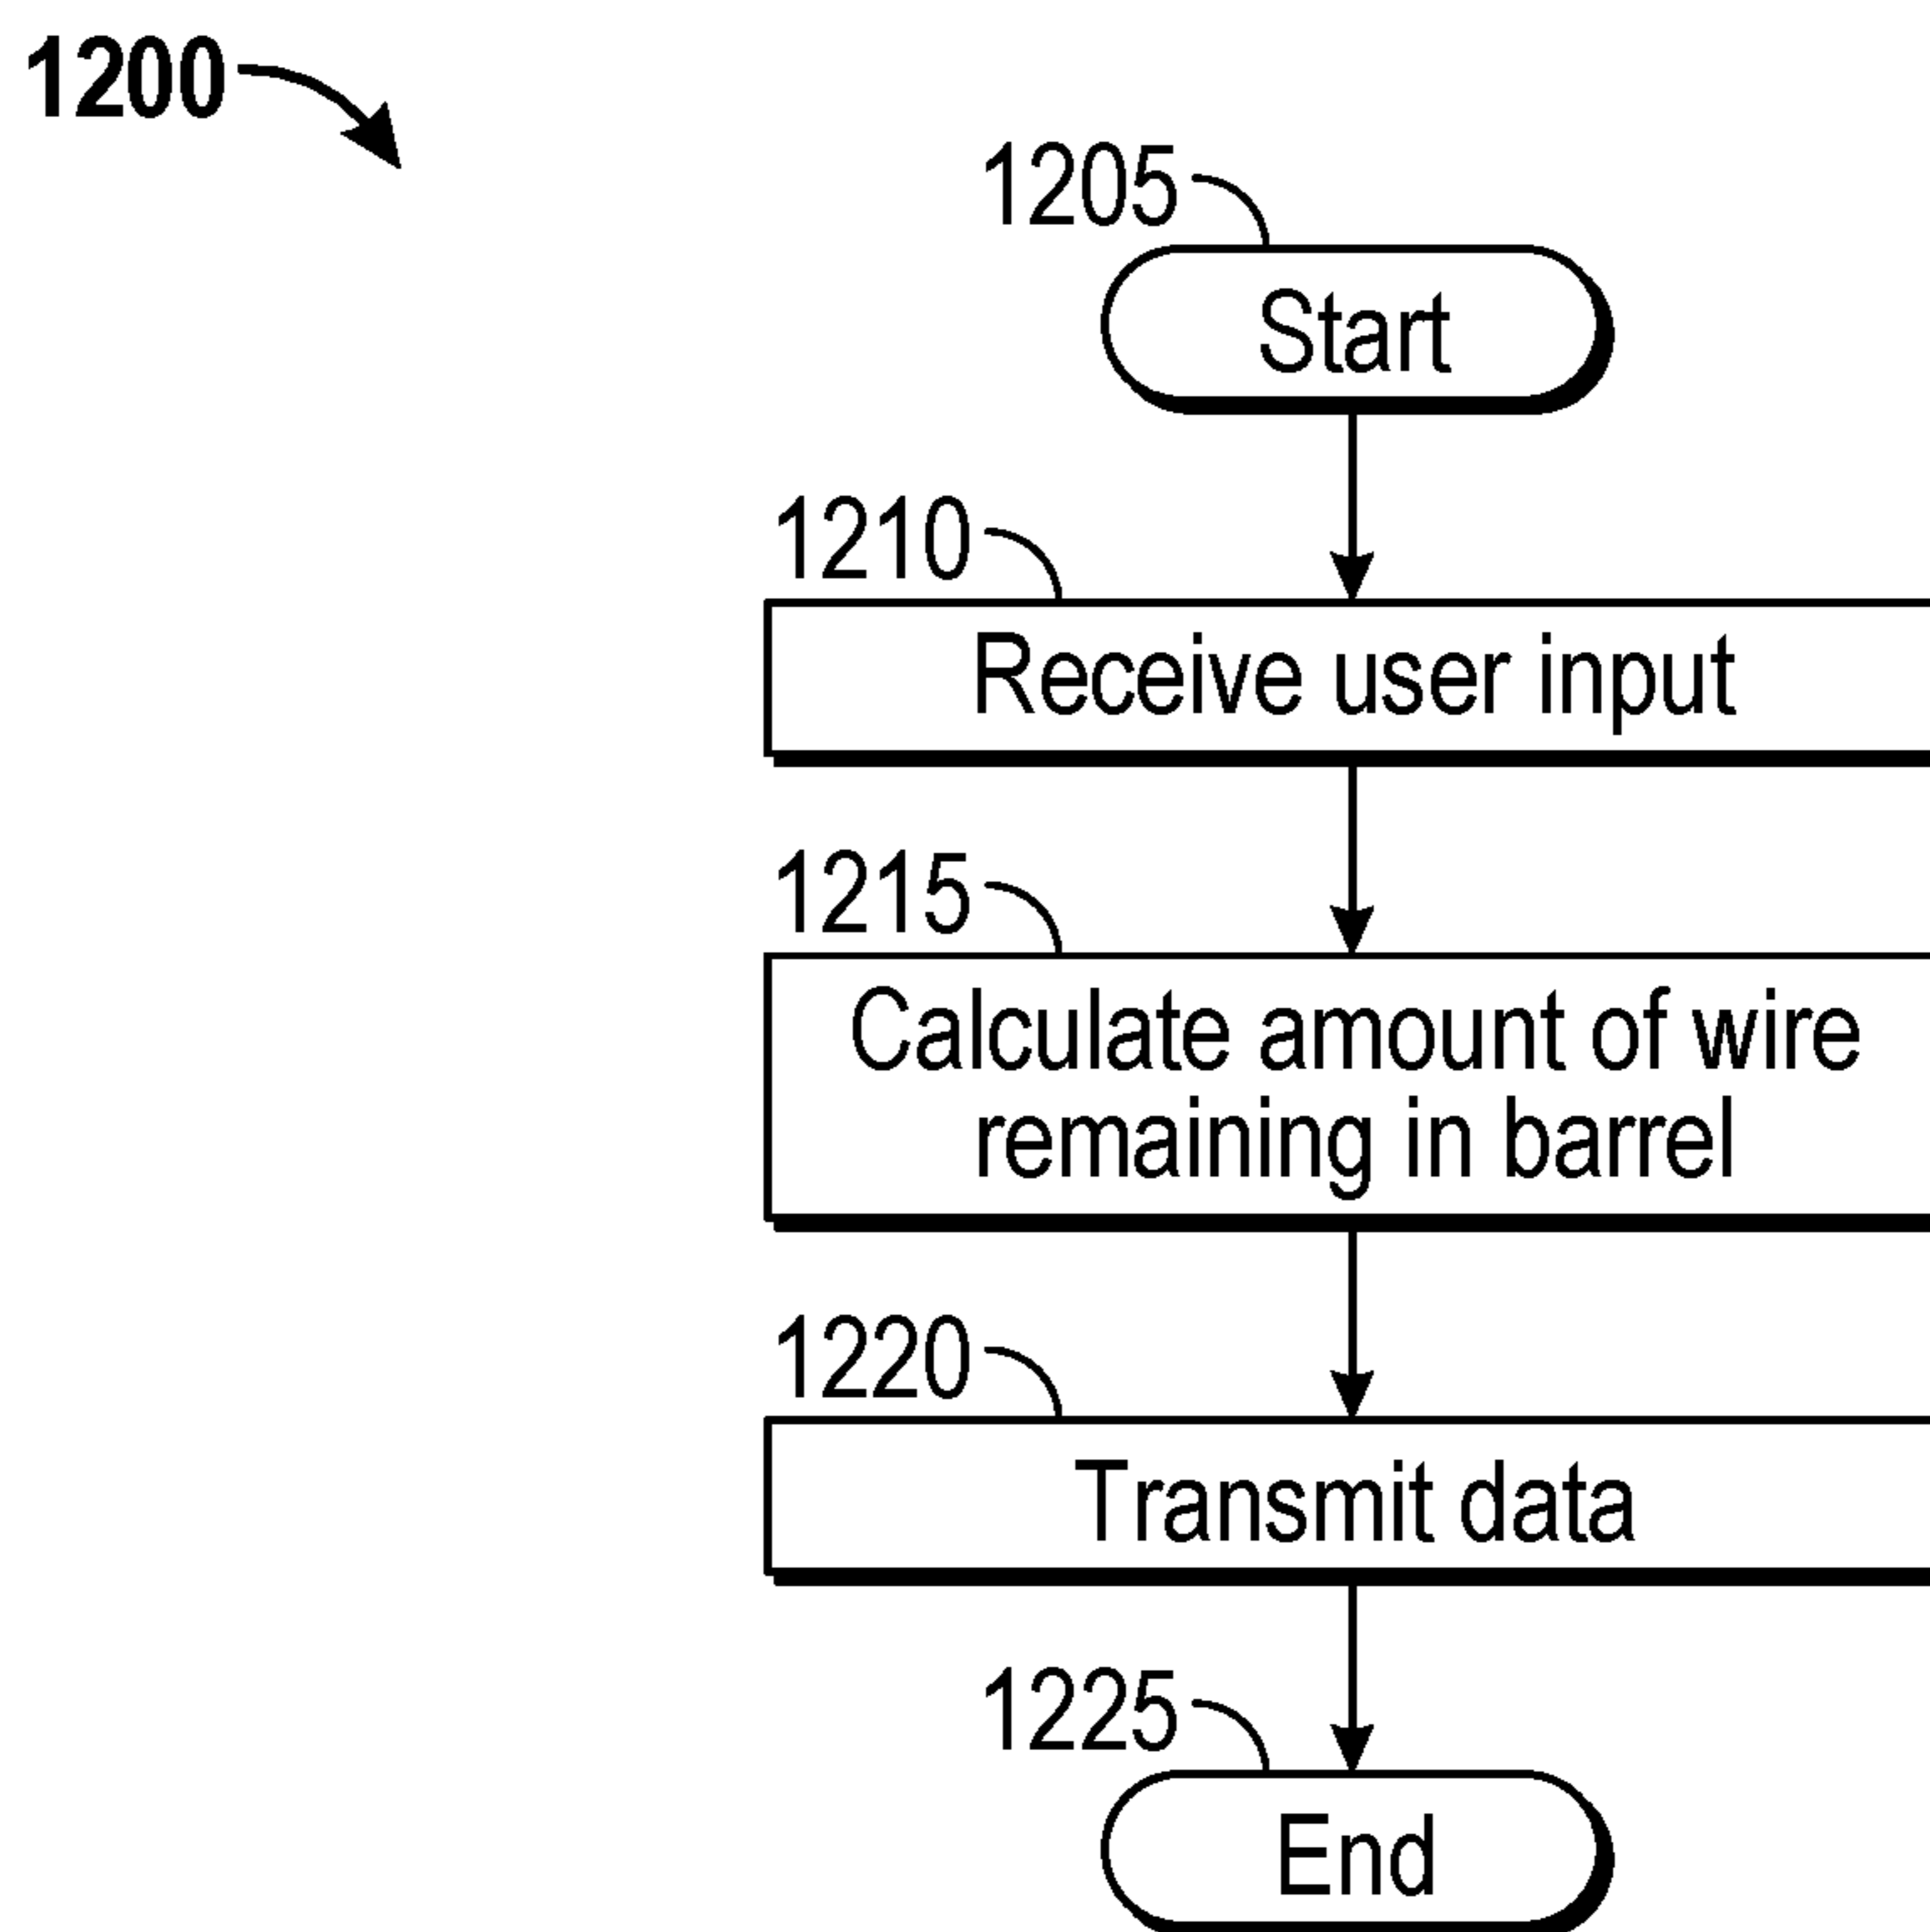 1200
1205
Start
1210
Receive user input
1215
Calculate amount of wire
remaining in barrel
1220
Transmit data
1225
End